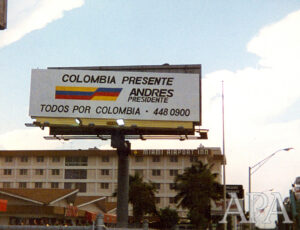 COLOMBIA PRESENTE
ANDRES
PRESIDENTE
TODOS POR COLOMBIA • 448 0900
MIAMI AIRPORT INN
APA